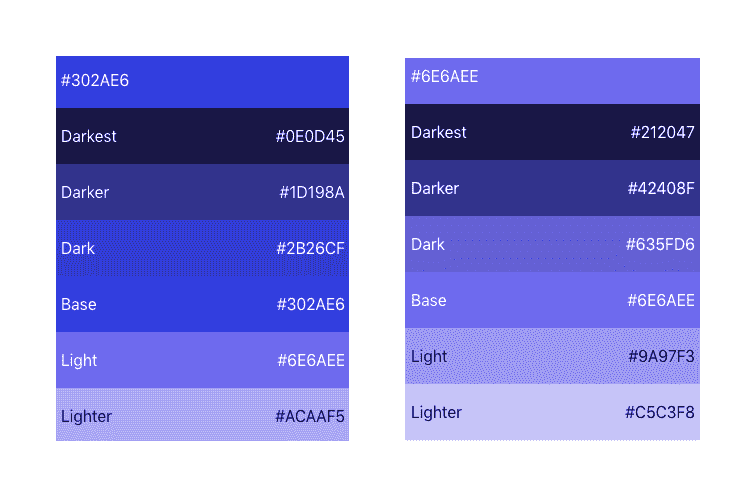 #302AE6
Darkest #0E0D45
Darker #1D198A
Dark #2B26CF
Base #302AE6
Light #6E6AEE
Lighter #ACAAF5
#6E6AEE
Darkest #212047
Darker #42408F
Dark #635FD6
Base #6E6AEE
Light #9A97F3
Lighter #C5C3F8